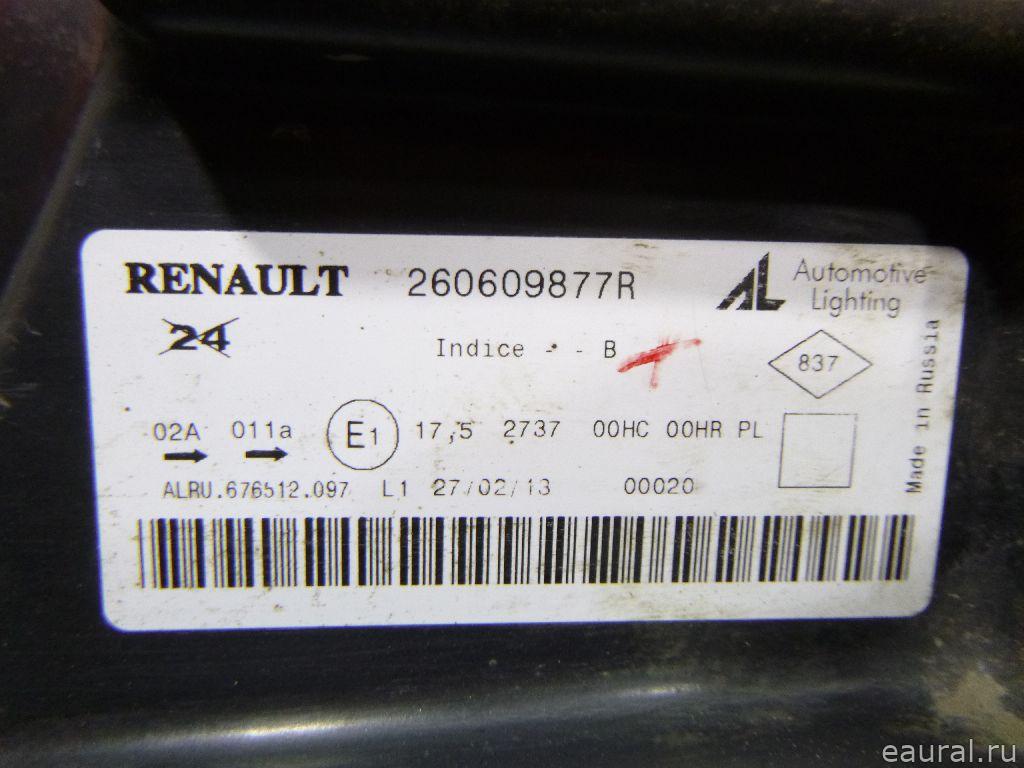 RENAULT 260609877R AL Automotive Lighting
24 Indice - - B
837
Made in Russia
02A 011a E1 17,5 2737 00HC 00HR PL
ALRU.676512.097 L1 27/02/13 00020
eaural.ru